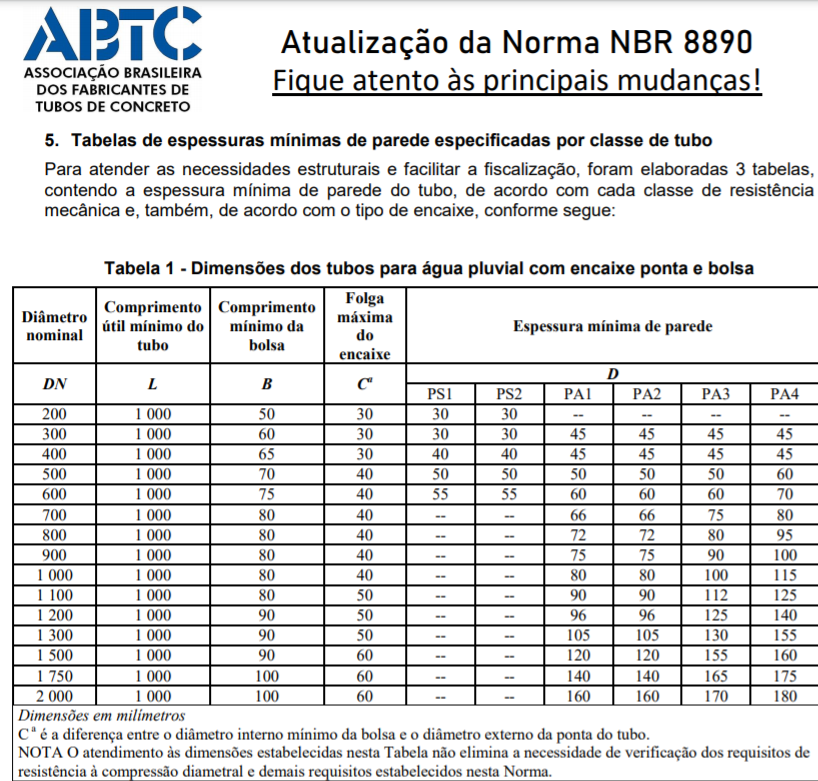 ABTC
ASSOCIAÇÃO BRASILEIRA
DOS FABRICANTES DE
TUBOS DE CONCRETO
Atualização da Norma NBR 8890
Fique atento às principais mudanças!
5. Tabelas de espessuras mínimas de parede especificadas por classe de tubo
Para atender as necessidades estruturais e facilitar a fiscalização, foram elaboradas 3 tabelas,
contendo a espessura mínima de parede do tubo, de acordo com cada classe de resistência
mecânica e, também, de acordo com o tipo de encaixe, conforme segue:
Tabela 1 - Dimensões dos tubos para água pluvial com encaixe ponta e bolsa
Diâmetro nominal Comprimento útil mínimo do tubo Comprimento mínimo da bolsa Folga máxima do encaixe Espessura mínima de parede
DN L B Cª D
PS1 PS2 PA1 PA2 PA3 PA4
200 1 000 50 30 30 30 -- -- -- --
300 1 000 60 30 30 30 45 45 45 45
400 1 000 65 30 40 40 45 45 45 45
500 1 000 70 40 50 50 50 50 50 60
600 1 000 75 40 55 55 60 60 60 70
700 1 000 80 40 -- -- 66 66 75 80
800 1 000 80 40 -- -- 72 72 80 95
900 1 000 80 40 -- -- 75 75 90 100
1 000 1 000 80 40 -- -- 80 80 100 115
1 100 1 000 80 50 -- -- 90 90 112 125
1 200 1 000 90 50 -- -- 96 96 125 140
1 300 1 000 90 50 -- -- 105 105 130 155
1 500 1 000 90 60 -- -- 120 120 155 160
1 750 1 000 100 60 -- -- 140 140 165 175
2 000 1 000 100 60 -- -- 160 160 170 180
Dimensões em milímetros
C ª é a diferença entre o diâmetro interno mínimo da bolsa e o diâmetro externo da ponta do tubo.
NOTA O atendimento às dimensões estabelecidas nesta Tabela não elimina a necessidade de verificação dos requisitos de
resistência à compressão diametral e demais requisitos estabelecidos nesta Norma.